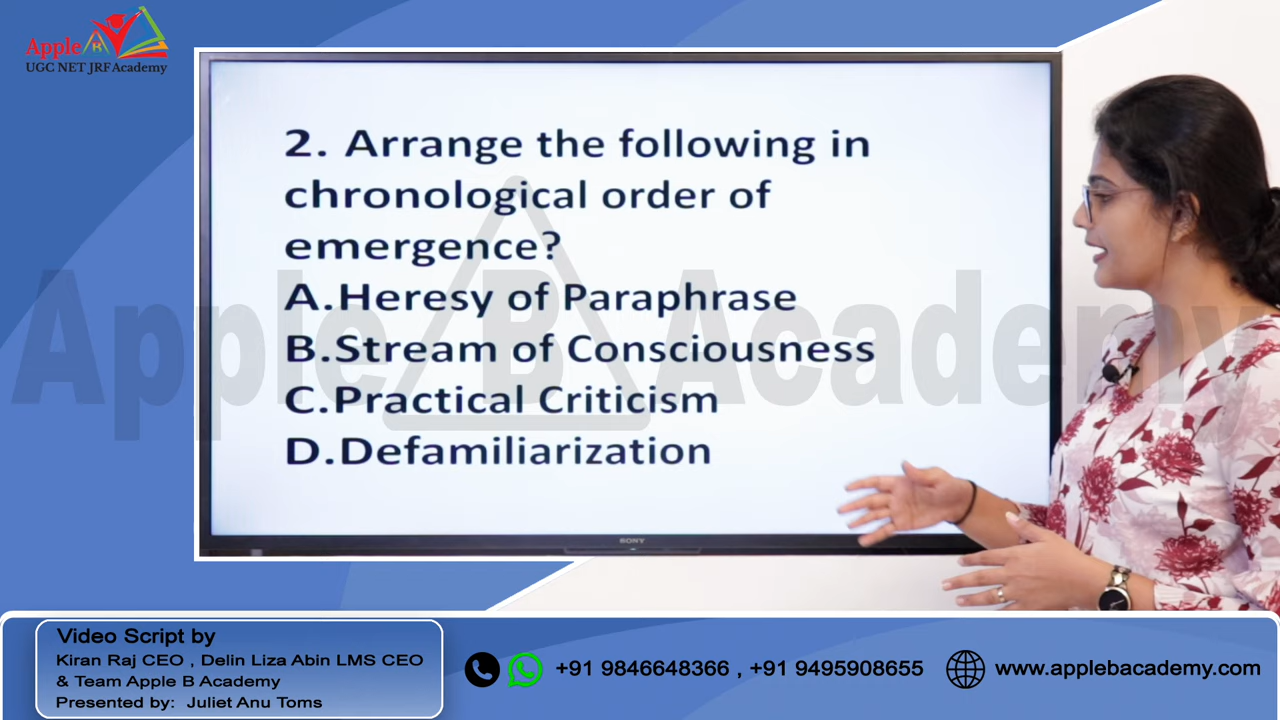 Apple B
UGC NET JRF Academy
2. Arrange the following in
chronological order of
emergence?
A.Heresy of Paraphrase
B.Stream of Consciousness
C.Practical Criticism
D.Defamiliarization
Apple B Academy
SONY
Video Script by
Kiran Raj CEO , Delin Liza Abin LMS CEO
& Team Apple B Academy
Presented by: Juliet Anu Toms
+91 9846648366 , +91 9495908655
www.applebacademy.com